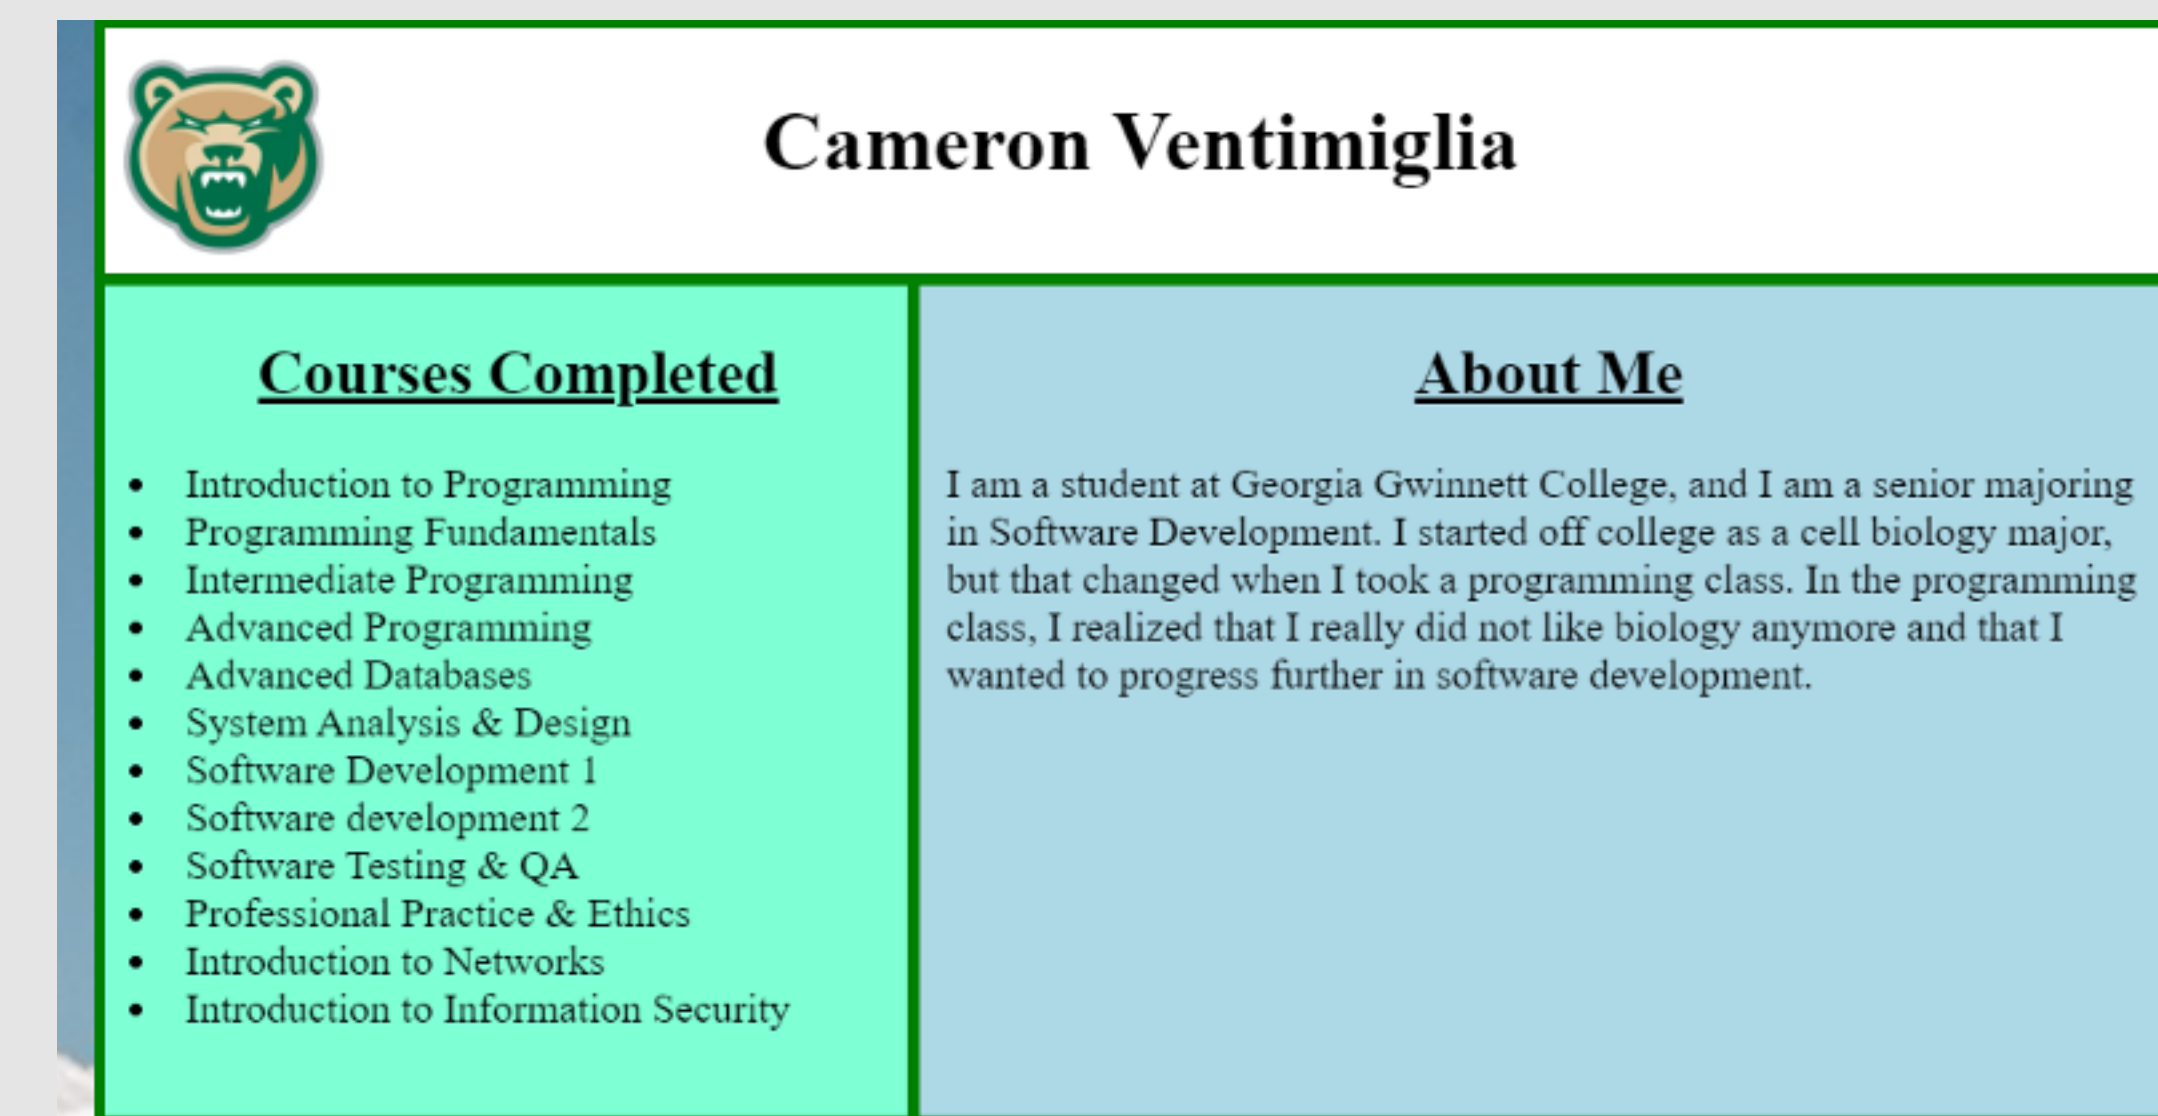 Cameron Ventimiglia
Courses Completed
Introduction to Programming
Programming Fundamentals
Intermediate Programming
Advanced Programming
Advanced Databases
System Analysis & Design
Software Development 1
Software development 2
Software Testing & QA
Professional Practice & Ethics
Introduction to Networks
Introduction to Information Security
About Me
I am a student at Georgia Gwinnett College, and I am a senior majoring
in Software Development. I started off college as a cell biology major,
but that changed when I took a programming class. In the programming
class, I realized that I really did not like biology anymore and that I
wanted to progress further in software development.